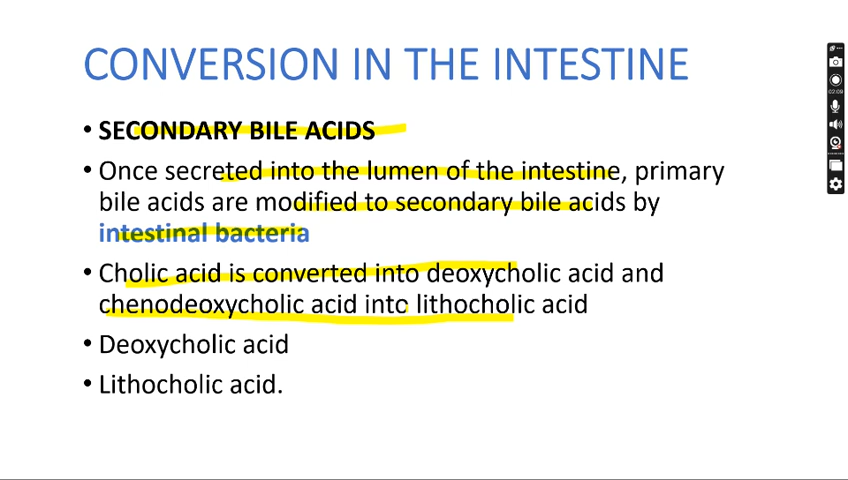 CONVERSION IN THE INTESTINE
• SECONDARY BILE ACIDS
• Once secreted into the lumen of the intestine, primary
bile acids are modified to secondary bile acids by
intestinal bacteria
• Cholic acid is converted into deoxycholic acid and
chenodeoxycholic acid into lithocholic acid
• Deoxycholic acid
• Lithocholic acid.
02:09